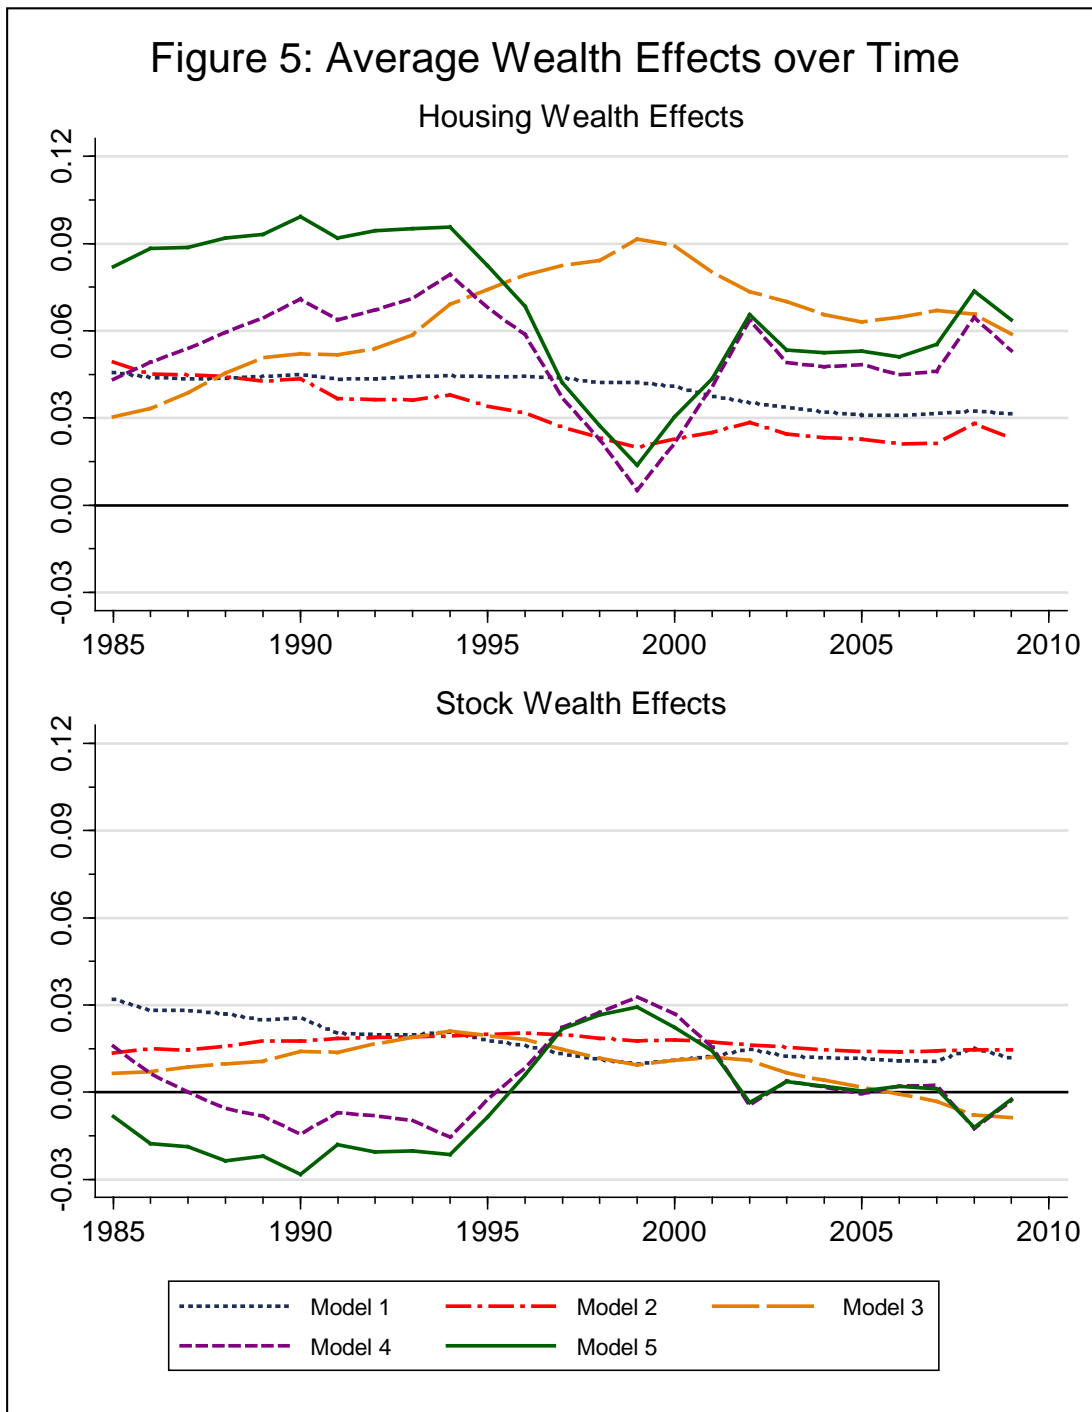 Figure 5: Average Wealth Effects over Time
Housing Wealth Effects
0.12
0.09
0.06
0.03
0.00
-0.03
1985 1990 1995 2000 2005 2010
Stock Wealth Effects
0.12
0.09
0.06
0.03
0.00
-0.03
1985 1990 1995 2000 2005 2010
Model 1 Model 2 Model 3
Model 4 Model 5